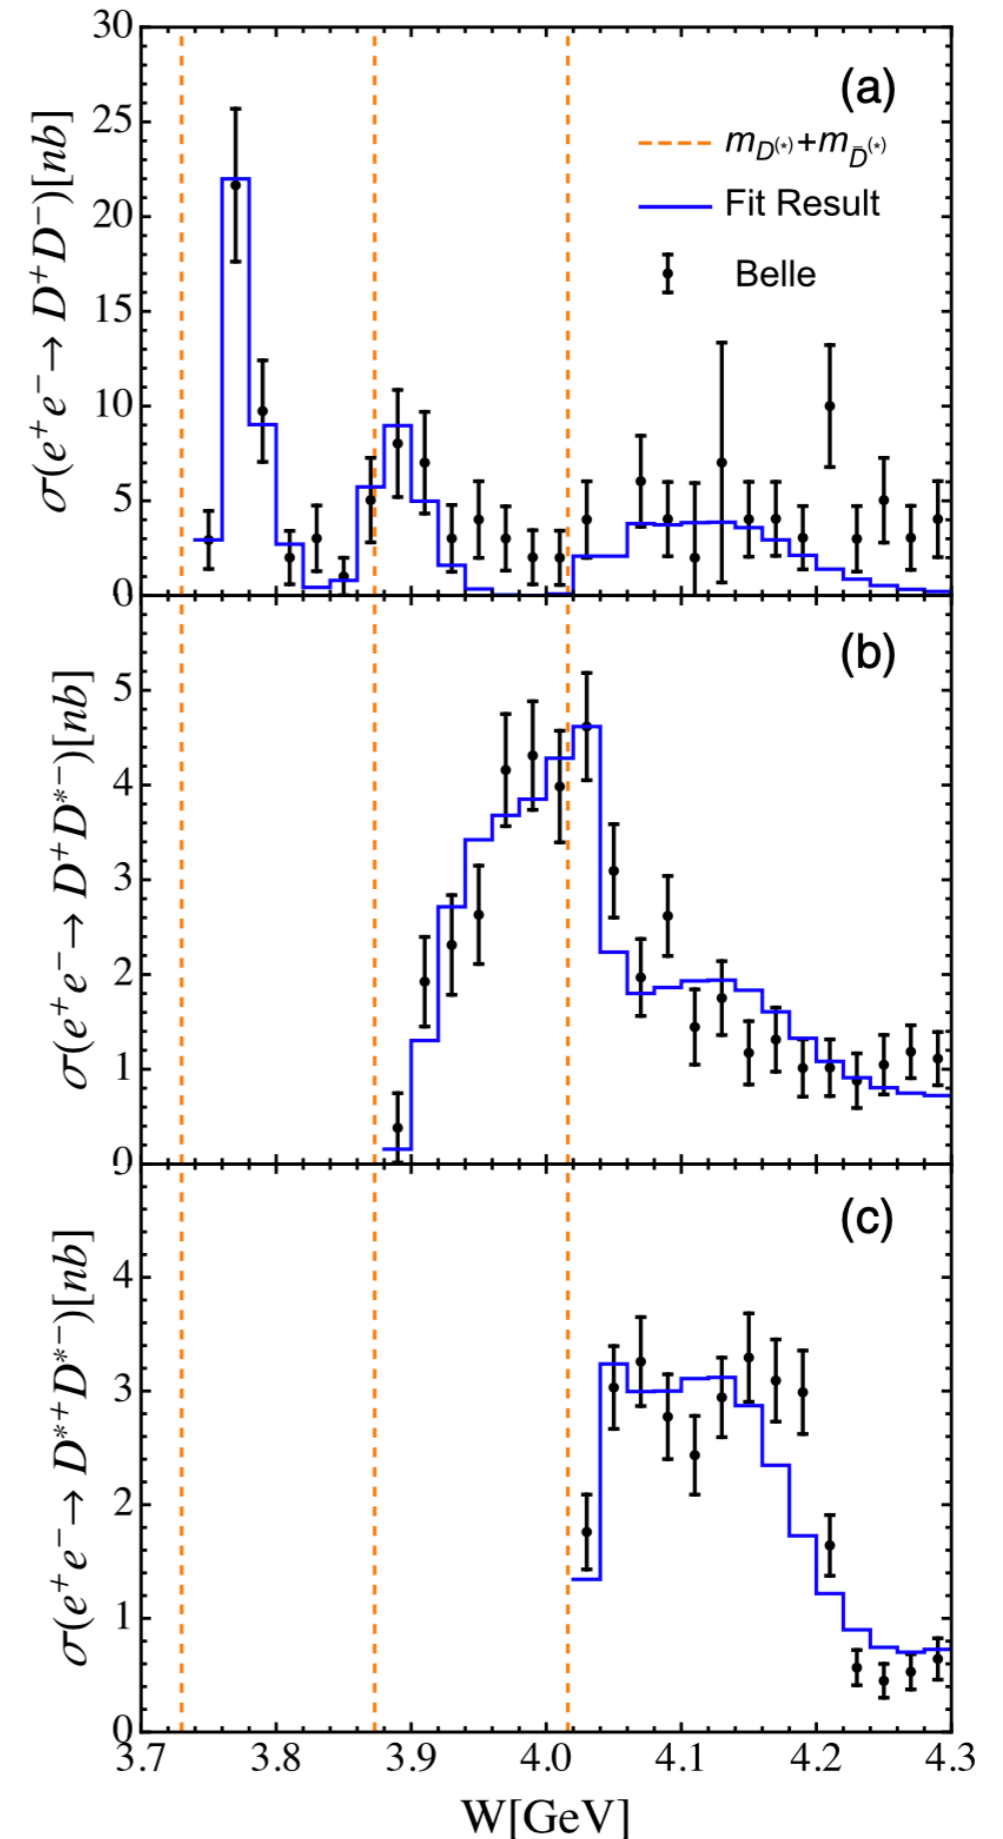 30
25
20
15
10
5
0
σ(e⁺e⁻→ D⁺D⁻)[nb]
(a)
m_{D^{(*)}}+m_{D̄^{(*)}}
Fit Result
Belle
5
4
3
2
1
0
σ(e⁺e⁻→ D⁺D*⁻)[nb]
(b)
4
3
2
1
0
σ(e⁺e⁻→ D*⁺D*⁻)[nb]
(c)
3.7 3.8 3.9 4.0 4.1 4.2 4.3
W[GeV]